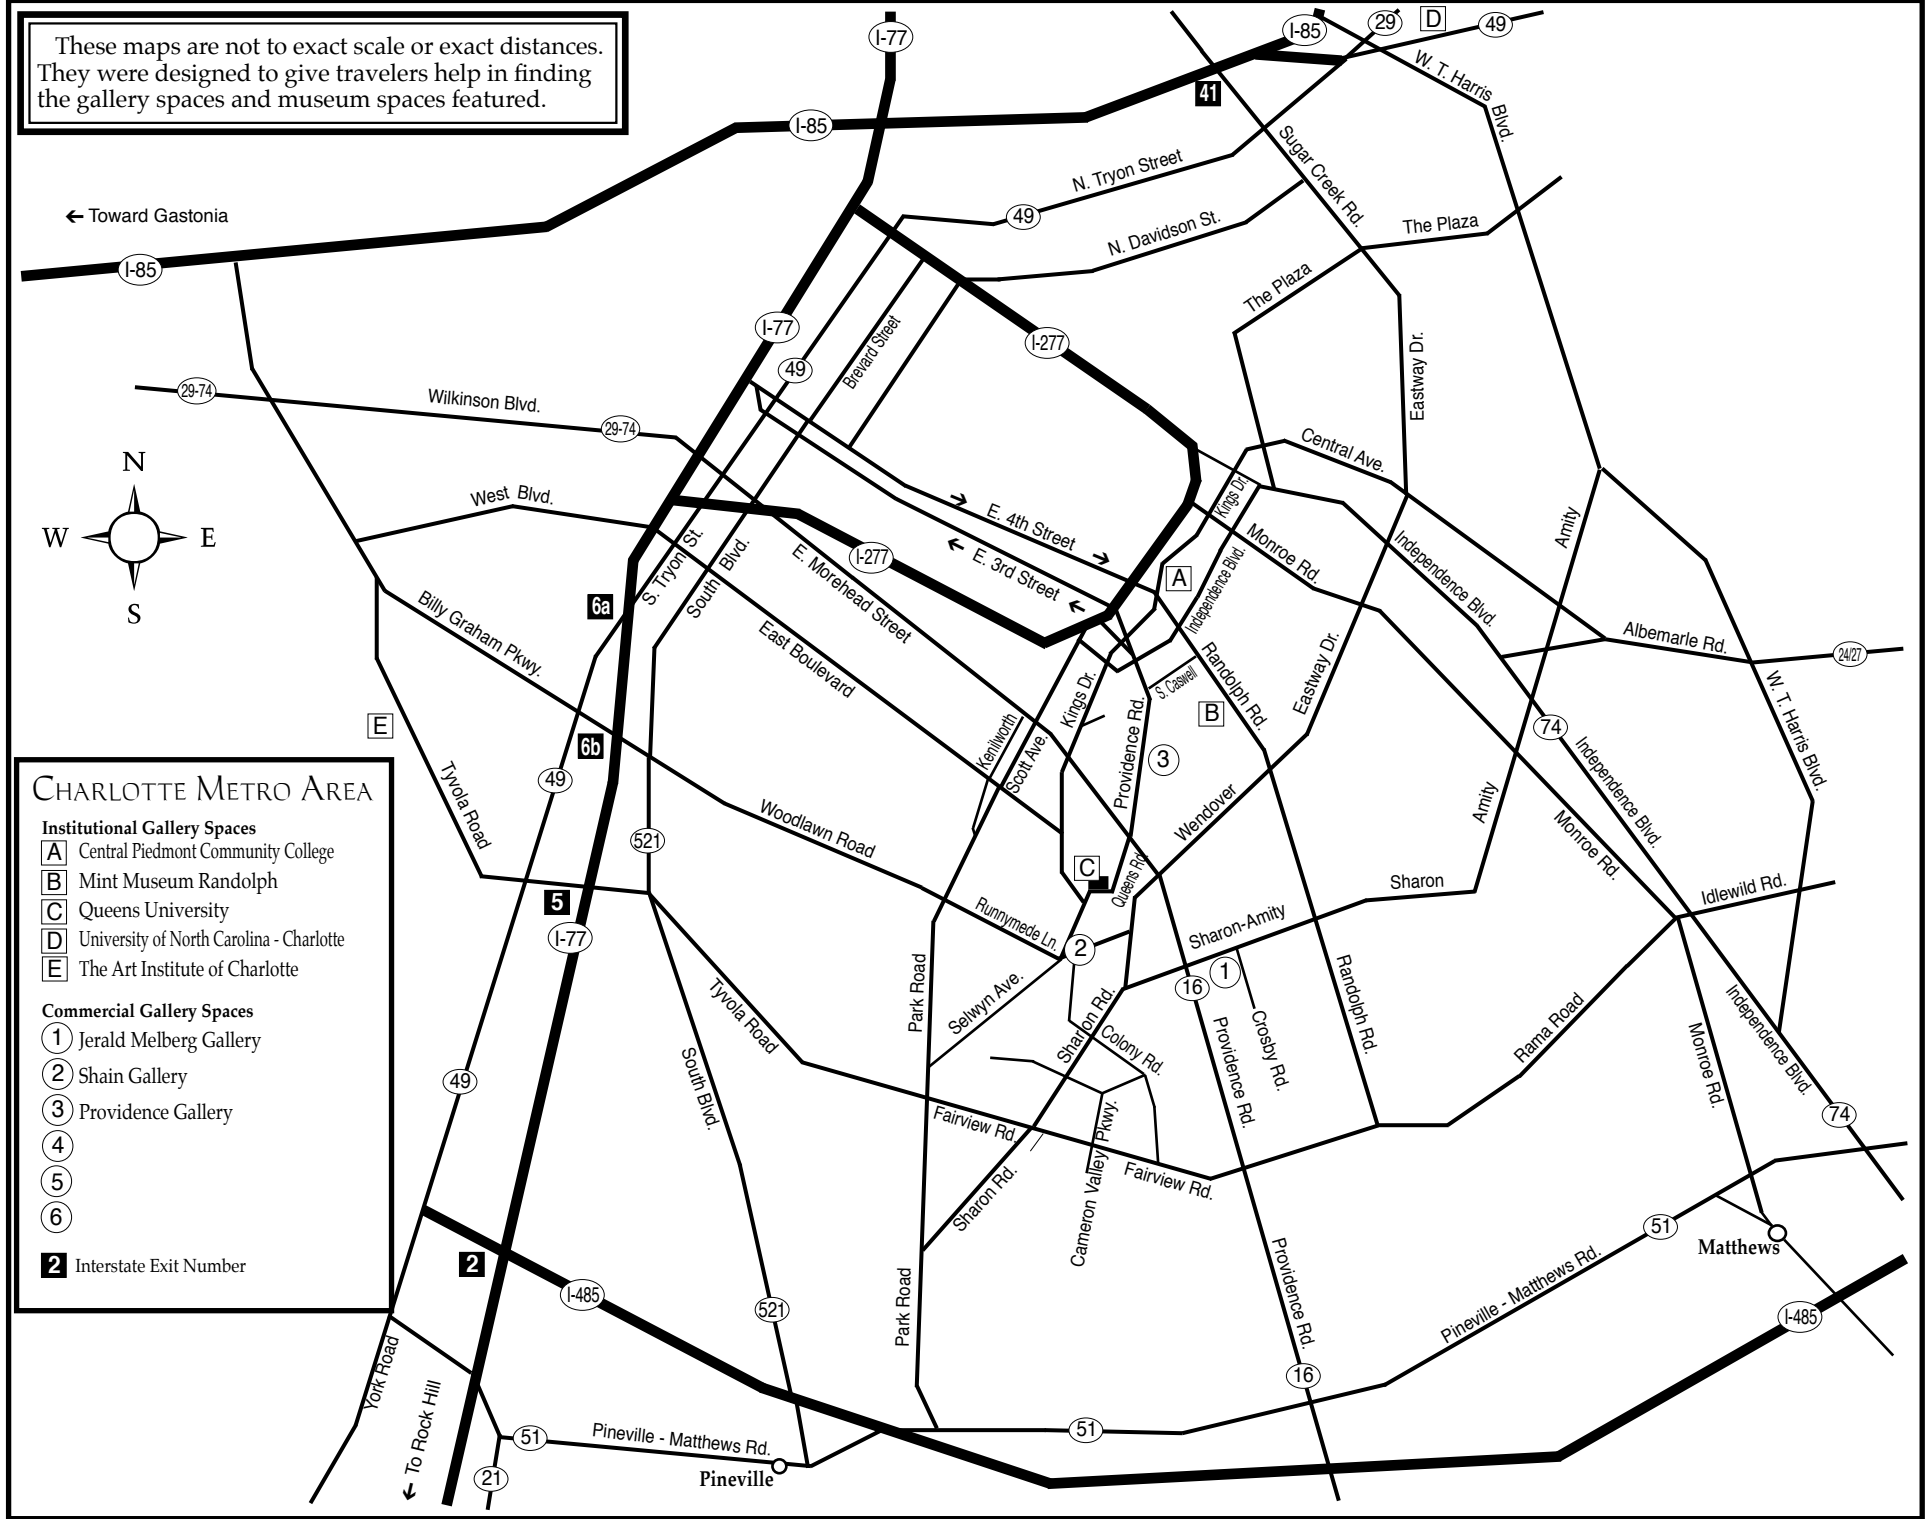 These maps are not to exact scale or exact distances.
They were designed to give travelers help in finding
the gallery spaces and museum spaces featured.
I-77
I-85
29
D
49
W. T. Harris
Blvd.
41
I-85
Sugar Creek Rd.
N. Tryon Street
49
← Toward Gastonia
N. Davidson St.
The Plaza
I-85
The Plaza
I-77
I-277
49
Brevard Street
Eastway Dr.
29-74
Wilkinson Blvd.
29-74
Central Ave.
N
W
E
S
West Blvd.
Kings Dr.
E. 4th Street
E. 3rd Street
Monroe Rd.
Independence Blvd.
Amity
I-277
S. Tryon St.
South Blvd.
E. Morehead Street
A
Independence Blvd.
6a
Billy Graham Pkwy.
East Boulevard
Albemarle Rd.
24/27
Randolph Rd.
S. Caswell
Eastway Dr.
W. T. Harris Blvd.
E
B
Kings Dr.
Kenilworth
Scott Ave.
Providence Rd.
3
74
Independence Blvd.
6b
49
Tyvola Road
521
Woodlawn Road
Wendover
Amity
Monroe Rd.
CHARLOTTE METRO AREA
Institutional Gallery Spaces
A Central Piedmont Community College
B Mint Museum Randolph
C Queens University
D University of North Carolina - Charlotte
E The Art Institute of Charlotte
Commercial Gallery Spaces
1 Jerald Melberg Gallery
2 Shain Gallery
3 Providence Gallery
4
5
6
2 Interstate Exit Number
C
Queens Rd.
Sharon
Idlewild Rd.
5
I-77
Runnymede Ln.
2
Sharon-Amity
1
16
Selwyn Ave.
Park Road
Tyvola Road
Sharon Rd.
Colony Rd.
Providence Rd.
Crosby Rd.
Randolph Rd.
Rama Road
Monroe Rd.
Independence Blvd.
74
49
South Blvd.
Fairview Rd.
Cameron Valley Pkwy.
Fairview Rd.
Sharon Rd.
51
Matthews
2
I-485
521
Park Road
Providence Rd.
Pineville - Matthews Rd.
I-485
York Road
16
← To Rock Hill
51
Pineville - Matthews Rd.
51
21
Pineville